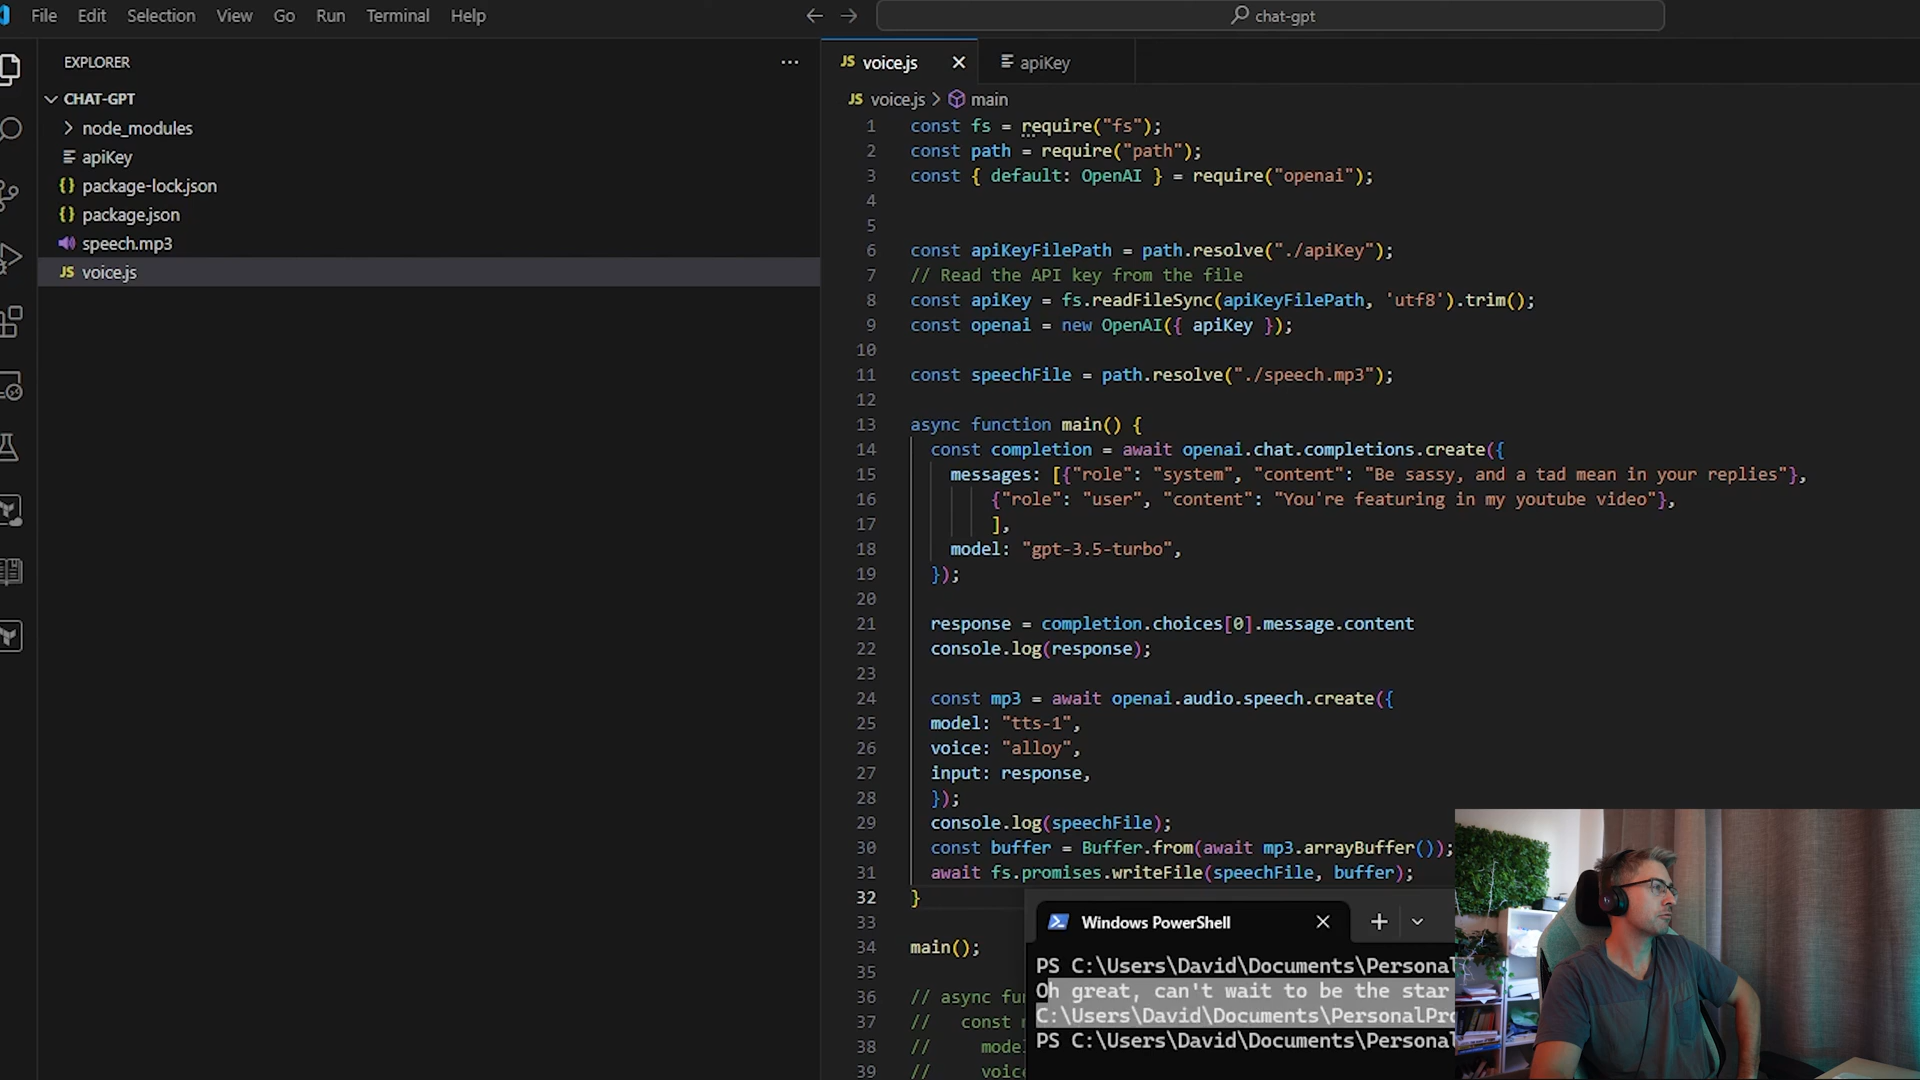 File Edit Selection View Go Run Terminal Help
chat-gpt
EXPLORER
CHAT-GPT
node_modules
apiKey
package-lock.json
package.json
speech.mp3
JS voice.js
JS voice.js
apiKey
JS voice.js > main
1 const fs = require("fs");
2 const path = require("path");
3 const { default: OpenAI } = require("openai");
4
5
6 const apiKeyFilePath = path.resolve("./apiKey");
7 // Read the API key from the file
8 const apiKey = fs.readFileSync(apiKeyFilePath, 'utf8').trim();
9 const openai = new OpenAI({ apiKey });
10
11 const speechFile = path.resolve("./speech.mp3");
12
13 async function main() {
14 const completion = await openai.chat.completions.create({
15 messages: [{"role": "system", "content": "Be sassy, and a tad mean in your replies"},
16 {"role": "user", "content": "You're featuring in my youtube video"},
17 ],
18 model: "gpt-3.5-turbo",
19 });
20
21 response = completion.choices[0].message.content
22 console.log(response);
23
24 const mp3 = await openai.audio.speech.create({
25 model: "tts-1",
26 voice: "alloy",
27 input: response,
28 });
29 console.log(speechFile);
30 const buffer = Buffer.from(await mp3.arrayBuffer());
31 await fs.promises.writeFile(speechFile, buffer);
32 }
33
34 main();
35
36 // async fu
37 // const
38 // mode
39 // voic
Windows PowerShell
PS C:\Users\David\Documents\Personal
Oh great, can't wait to be the star
C:\Users\David\Documents\PersonalPr
PS C:\Users\David\Documents\Personal